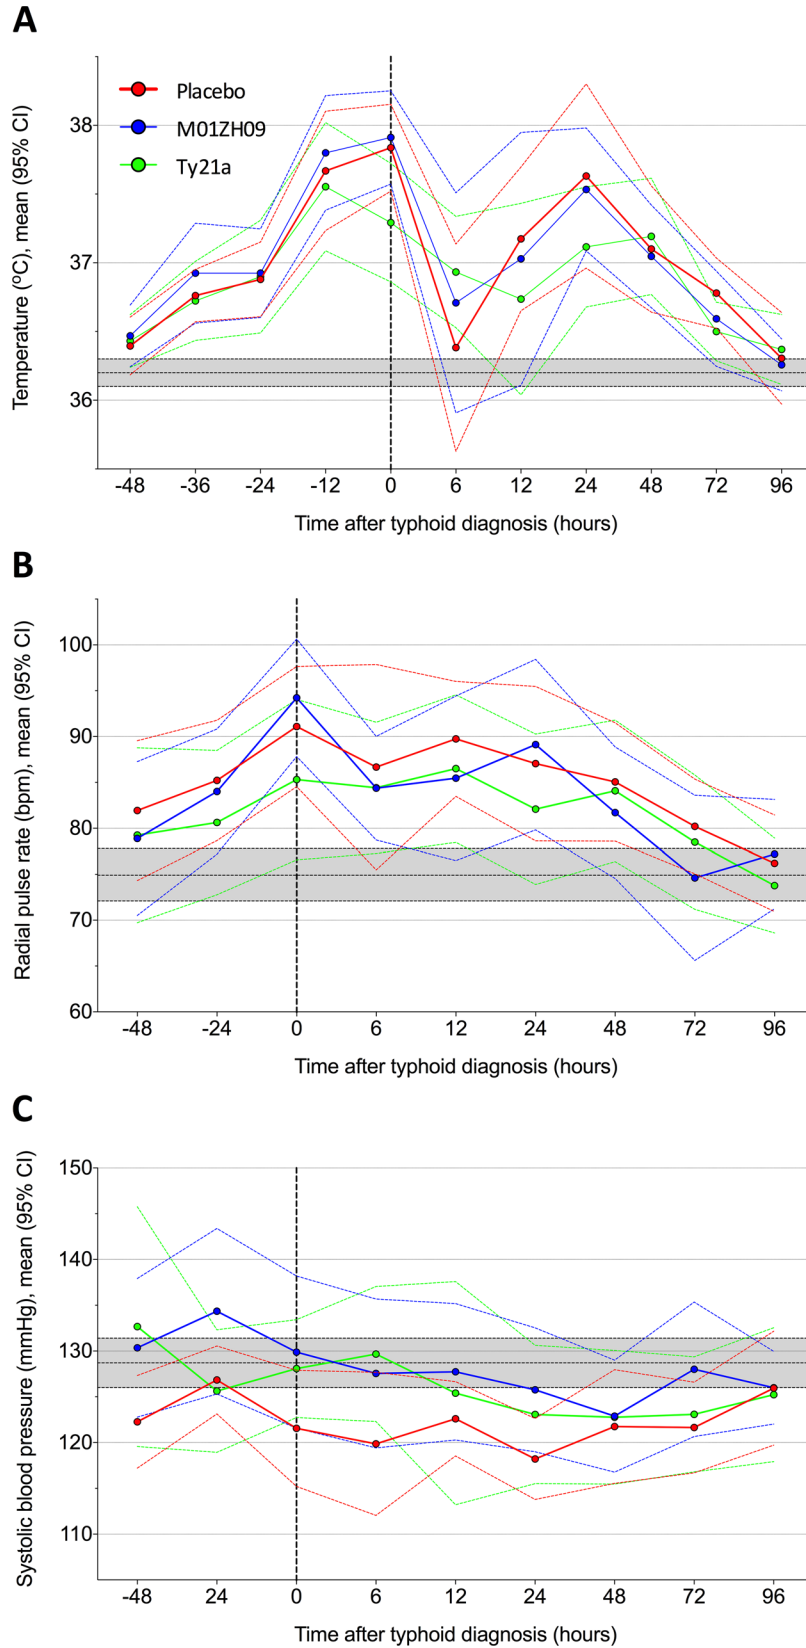 A
Temperature (ºC), mean (95% CI)
Placebo
M01ZH09
Ty21a
38
37
36
-48 -36 -24 -12 0 6 12 24 48 72 96
Time after typhoid diagnosis (hours)
B
Radial pulse rate (bpm), mean (95% CI)
100
90
80
70
60
-48 -24 0 6 12 24 48 72 96
Time after typhoid diagnosis (hours)
C
Systolic blood pressure (mmHg), mean (95% CI)
150
140
130
120
110
-48 24 0 6 12 24 48 72 96
Time after typhoid diagnosis (hours)